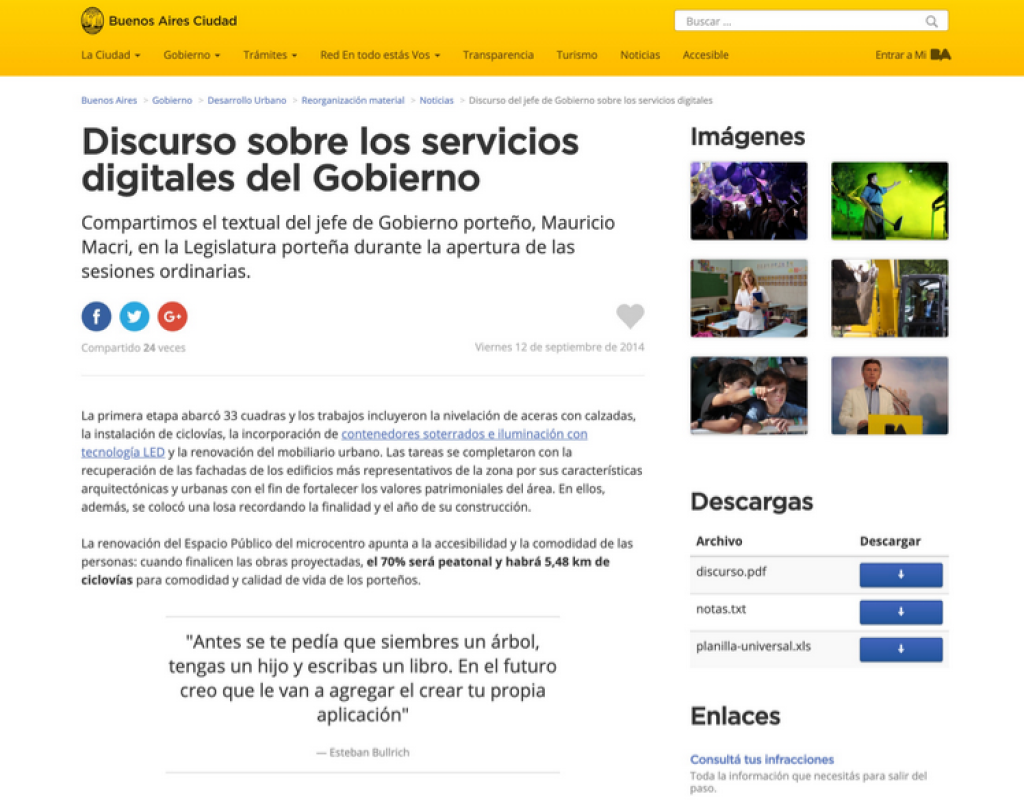 Buenos Aires Ciudad
Buscar ...
La Ciudad
Gobierno
Trámites
Red En todo estás Vos
Transparencia
Turismo
Noticias
Accesible
Entrar a Mi BA
Buenos Aires > Gobierno > Desarrollo Urbano > Reorganización material > Noticias > Discurso del jefe de Gobierno sobre los servicios digitales
Discurso sobre los servicios
digitales del Gobierno
Compartimos el textual del jefe de Gobierno porteño, Mauricio
Macri, en la Legislatura porteña durante la apertura de las
sesiones ordinarias.
f
G+
Compartido 24 veces
Viernes 12 de septiembre de 2014
La primera etapa abarcó 33 cuadras y los trabajos incluyeron la nivelación de aceras con calzadas,
la instalación de ciclovías, la incorporación de contenedores soterrados e iluminación con
tecnología LED y la renovación del mobiliario urbano. Las tareas se completaron con la
recuperación de las fachadas de los edificios más representativos de la zona por sus características
arquitectónicas y urbanas con el fin de fortalecer los valores patrimoniales del área. En ellos,
además, se colocó una losa recordando la finalidad y el año de su construcción.
La renovación del Espacio Público del microcentro apunta a la accesibilidad y la comodidad de las
personas: cuando finalicen las obras proyectadas, el 70% será peatonal y habrá 5,48 km de
ciclovías para comodidad y calidad de vida de los porteños.
"Antes se te pedía que siembres un árbol,
tengas un hijo y escribas un libro. En el futuro
creo que le van a agregar el crear tu propia
aplicación"
— Esteban Bullrich
Imágenes
BA
Descargas
Archivo Descargar
discurso.pdf
notas.txt
planilla-universal.xls
Enlaces
Consultá tus infracciones
Toda la información que necesitás para salir del
paso.